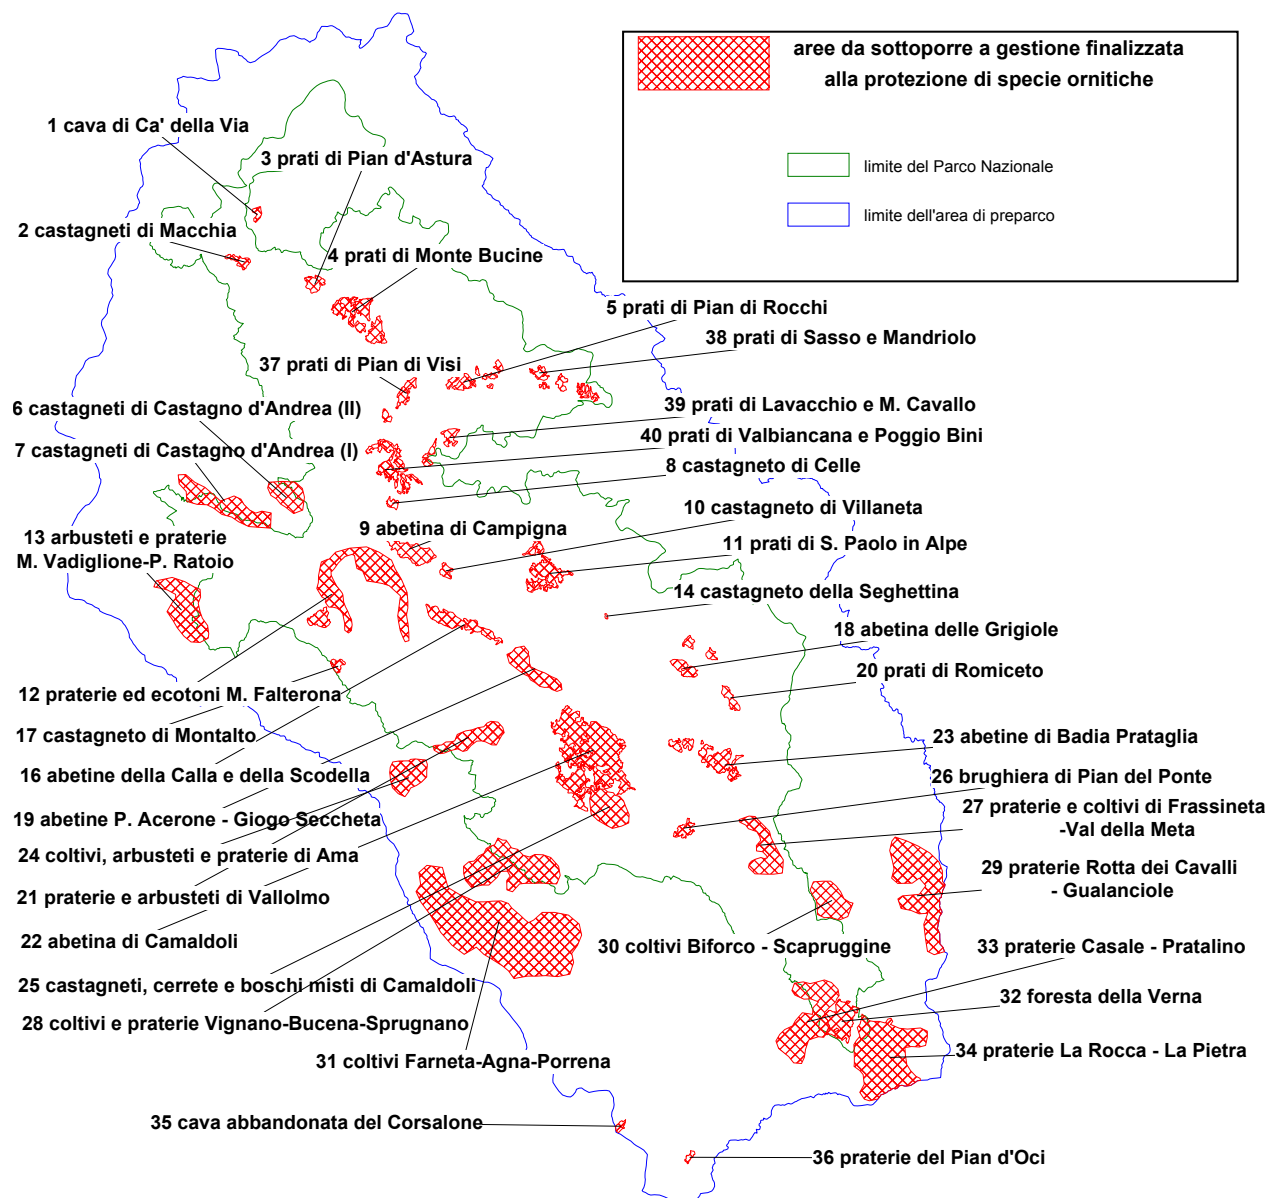 aree da sottoporre a gestione finalizzata
alla protezione di specie ornitiche
limite del Parco Nazionale
limite dell'area di preparco
1 cava di Ca' della Via
3 prati di Pian d'Astura
2 castagneti di Macchia
4 prati di Monte Bucine
5 prati di Pian di Rocchi
38 prati di Sasso e Mandriolo
37 prati di Pian di Visi
6 castagneti di Castagno d'Andrea (II)
39 prati di Lavacchio e M. Cavallo
7 castagneti di Castagno d'Andrea (I)
40 prati di Valbiancana e Poggio Bini
8 castagneto di Celle
10 castagneto di Villaneta
9 abetina di Campigna
13 arbusteti e praterie
M. Vadiglione-P. Ratoio
11 prati di S. Paolo in Alpe
14 castagneto della Seghettina
18 abetina delle Grigiole
20 prati di Romiceto
12 praterie ed ecotoni M. Falterona
17 castagneto di Montalto
23 abetine di Badia Prataglia
16 abetine della Calla e della Scodella
26 brughiera di Pian del Ponte
27 praterie e coltivi di Frassineta
-Val della Meta
19 abetine P. Acerone - Giogo Seccheta
24 coltivi, arbusteti e praterie di Ama
29 praterie Rotta dei Cavalli
- Gualanciole
21 praterie e arbusteti di Vallolmo
22 abetina di Camaldoli
30 coltivi Biforco - Scapruggine
33 praterie Casale - Pratalino
25 castagneti, cerrete e boschi misti di Camaldoli
32 foresta della Verna
28 coltivi e praterie Vignano-Bucena-Sprugnano
34 praterie La Rocca - La Pietra
31 coltivi Farneta-Agna-Porrena
35 cava abbandonata del Corsalone
36 praterie del Pian d'Oci